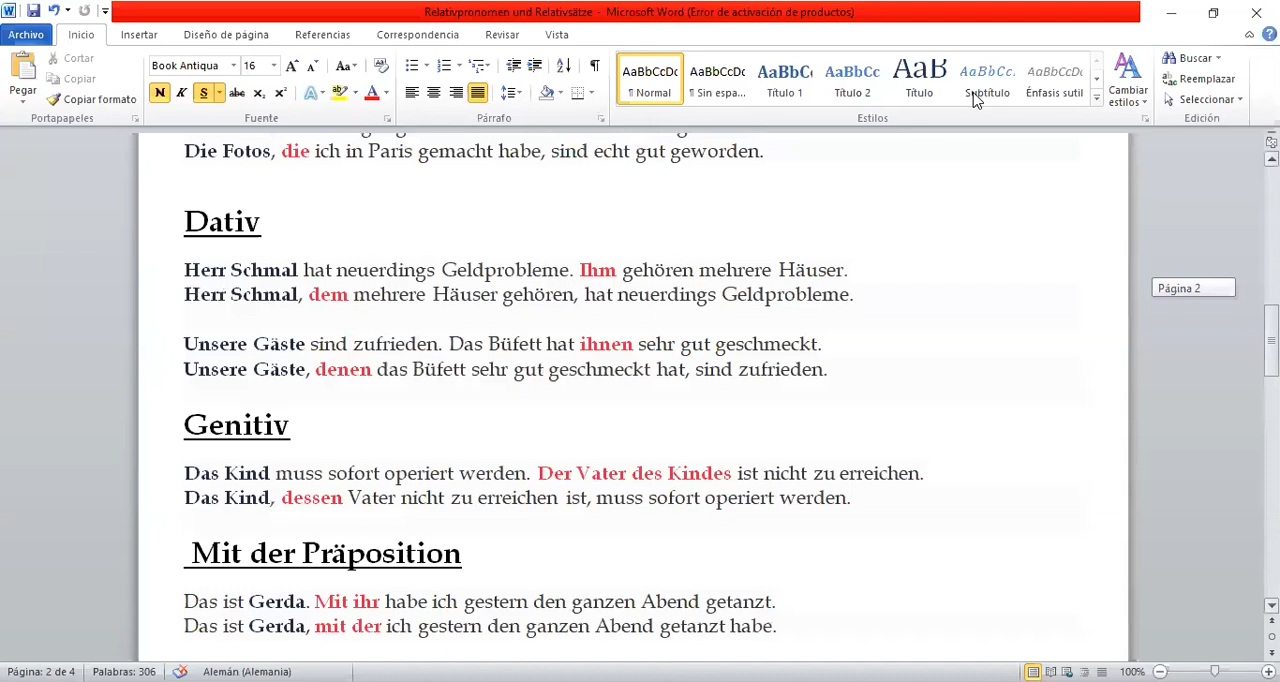 Relativpronomen und Relativsätze - Microsoft Word (Error de activación de productos)
Archivo Inicio Insertar Diseño de página Referencias Correspondencia Revisar Vista
Pegar
Cortar
Copiar
Copiar formato
Portapapeles
Book Antiqua 16
N K S abc x₂ x² A A
Fuente
Párrafo
AaBbCcDc AaBbCcDc AaBbC( AaBbCc AaB AaBbCc. AaBbCcDc
¶ Normal ¶ Sin espa... Título 1 Título 2 Título Subtítulo Énfasis sutil
Cambiar estilos
Estilos
Buscar
Reemplazar
Seleccionar
Edición
Die Fotos, die ich in Paris gemacht habe, sind echt gut geworden.
Dativ
Herr Schmal hat neuerdings Geldprobleme. Ihm gehören mehrere Häuser.
Herr Schmal, dem mehrere Häuser gehören, hat neuerdings Geldprobleme.
Página 2
Unsere Gäste sind zufrieden. Das Büfett hat ihnen sehr gut geschmeckt.
Unsere Gäste, denen das Büfett sehr gut geschmeckt hat, sind zufrieden.
Genitiv
Das Kind muss sofort operiert werden. Der Vater des Kindes ist nicht zu erreichen.
Das Kind, dessen Vater nicht zu erreichen ist, muss sofort operiert werden.
Mit der Präposition
Das ist Gerda. Mit ihr habe ich gestern den ganzen Abend getanzt.
Das ist Gerda, mit der ich gestern den ganzen Abend getanzt habe.
Página: 2 de 4 Palabras: 306 Alemán (Alemania) 100%